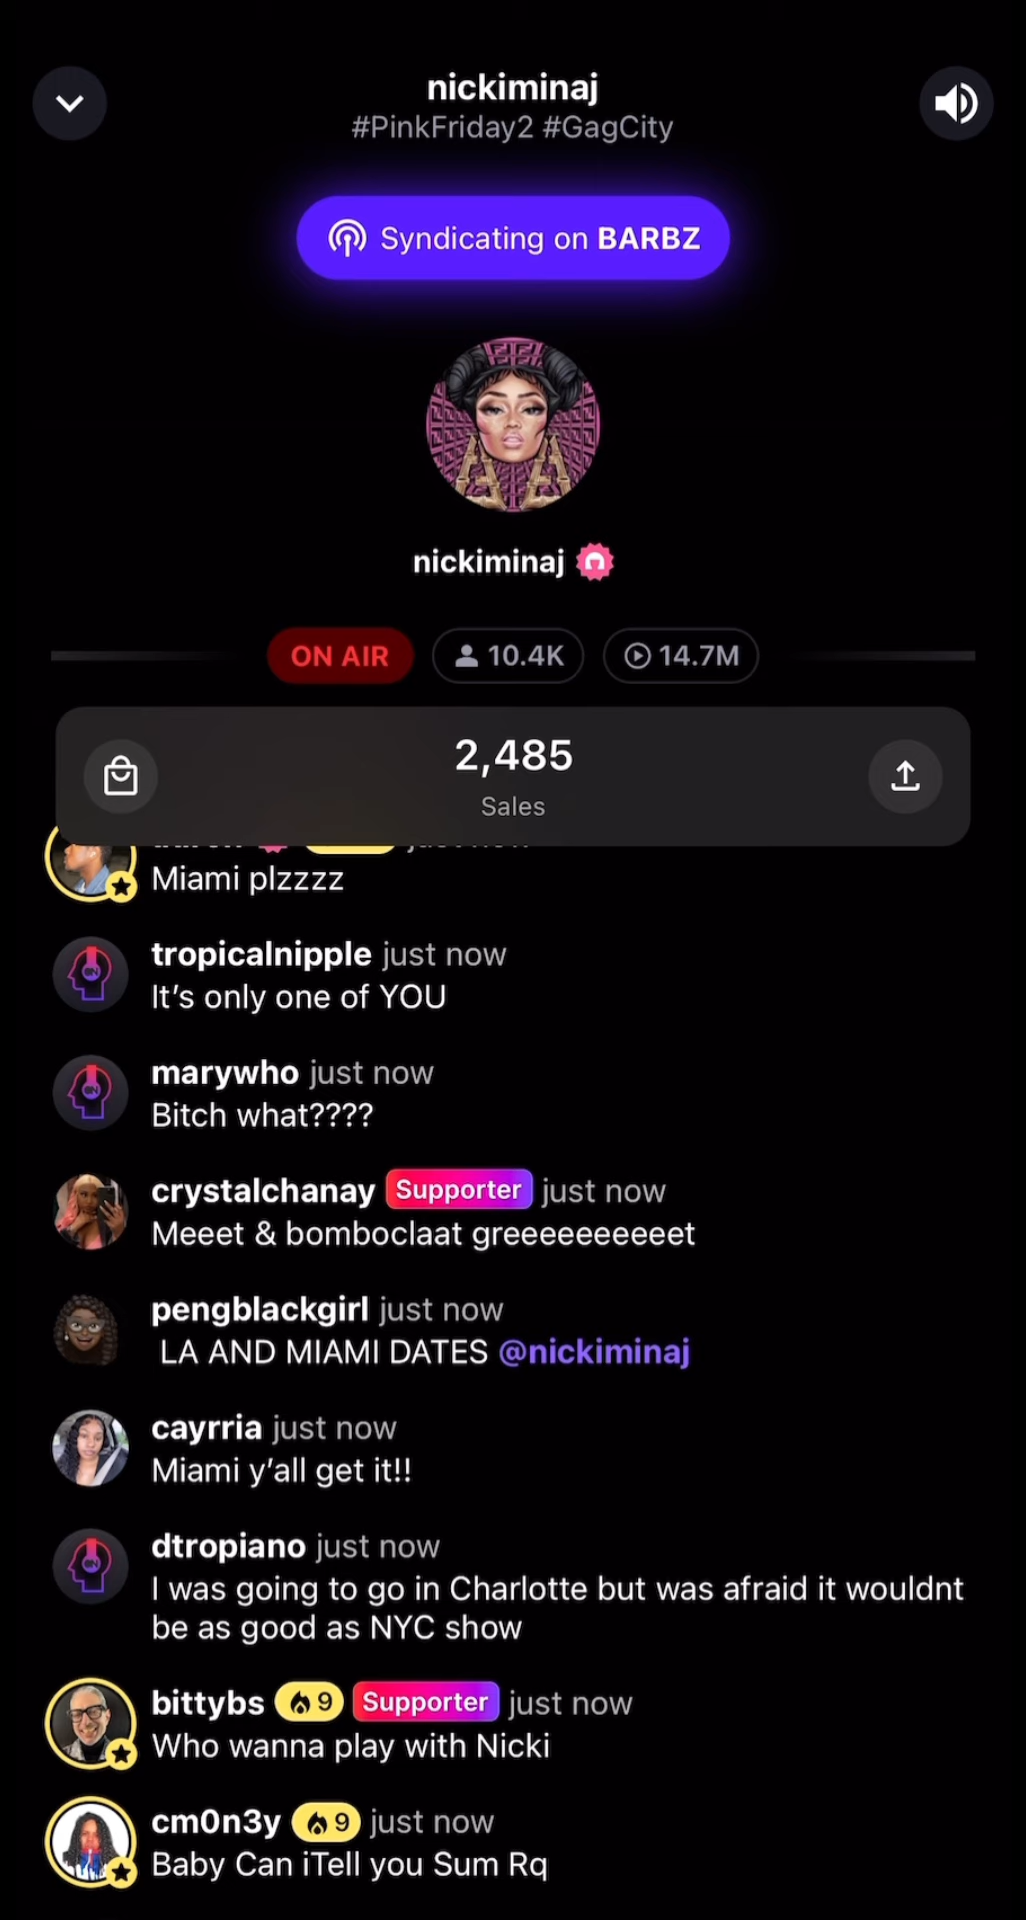 nickiminaj
#PinkFriday2 #GagCity
Syndicating on BARBZ
nickiminaj
ON AIR 10.4K 14.7M
2,485
Sales
Miami plzzzz
tropicalnipple just now
It’s only one of YOU
marywho just now
Bitch what????
crystalchanay Supporter just now
Meeet & bomboclaat greeeeeeeeeet
pengblackgirl just now
LA AND MIAMI DATES @nickiminaj
cayrria just now
Miami y’all get it!!
dtropiano just now
I was going to go in Charlotte but was afraid it wouldnt
be as good as NYC show
bittybs 9 Supporter just now
Who wanna play with Nicki
cm0n3y 9 just now
Baby Can iTell you Sum Rq